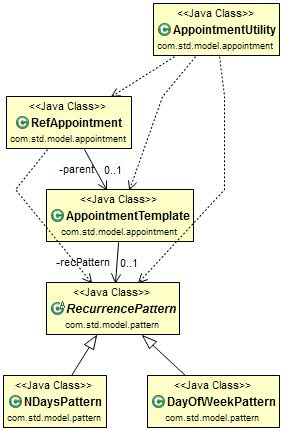 <<Java Class>>
AppointmentUtility
com.std.model.appointment
<<Java Class>>
RefAppointment
com.std.model.appointment
-parent 0..1
<<Java Class>>
AppointmentTemplate
com.std.model.appointment
-recPattern 0..1
<<Java Class>>
RecurrencePattern
com.std.model.pattern
<<Java Class>>
NDaysPattern
com.std.model.pattern
<<Java Class>>
DayOfWeekPattern
com.std.model.pattern